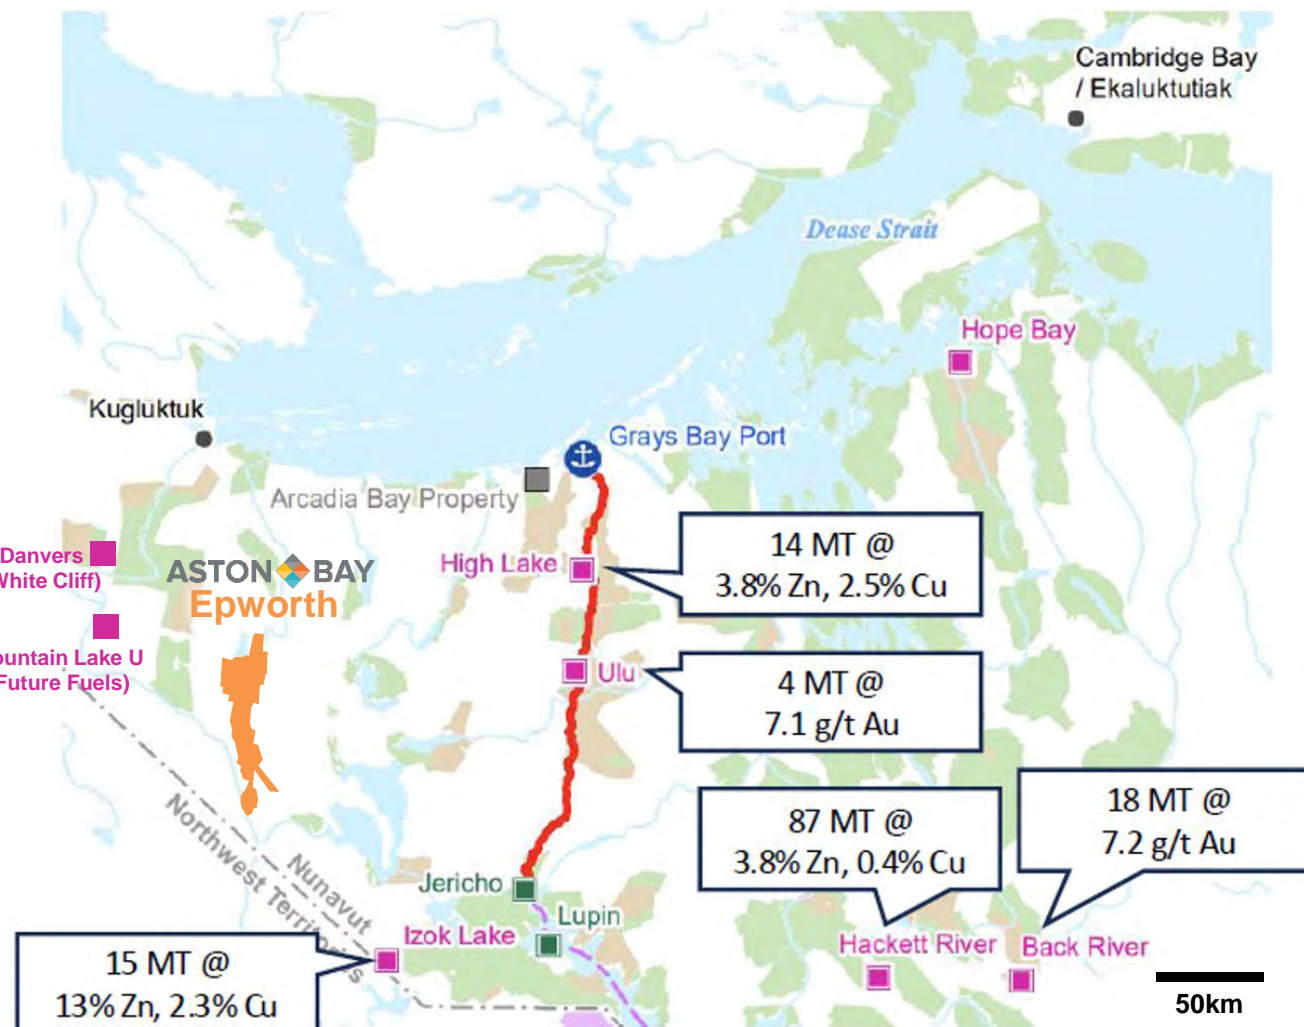 Cambridge Bay
/ Ekaluktutiak
Dease Strait
Hope Bay
Kugluktuk
Grays Bay Port
Arcadia Bay Property
Danvers
White Cliff)
ASTON BAY
Epworth
High Lake
14 MT @
3.8% Zn, 2.5% Cu
ountain Lake U
Future Fuels)
Ulu
4 MT @
7.1 g/t Au
87 MT @
3.8% Zn, 0.4% Cu
18 MT @
7.2 g/t Au
Nunavut
Northwest Territories
Jericho
Lupin
Izok Lake
15 MT @
13% Zn, 2.3% Cu
Hackett River
Back River
50km